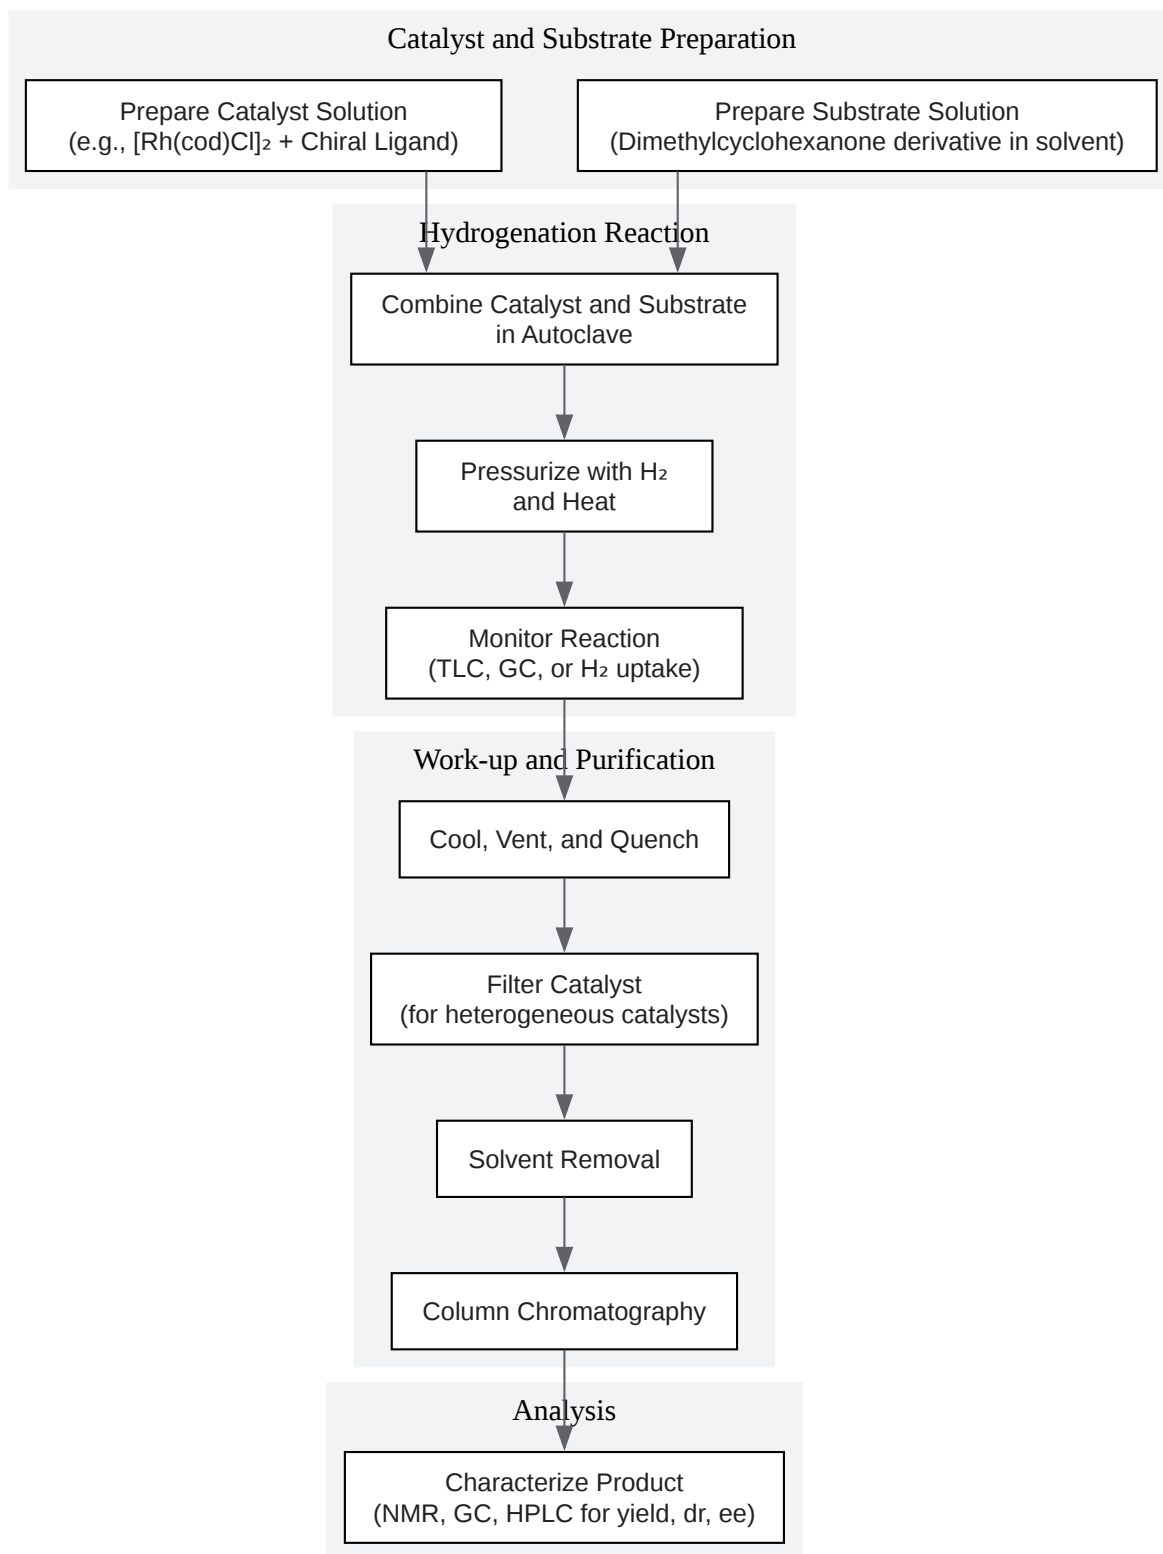 Catalyst and Substrate Preparation
Prepare Catalyst Solution
(e.g., [Rh(cod)Cl]₂ + Chiral Ligand)
Prepare Substrate Solution
(Dimethylcyclohexanone derivative in solvent)
Hydrogenation Reaction
Combine Catalyst and Substrate
in Autoclave
Pressurize with H₂
and Heat
Monitor Reaction
(TLC, GC, or H₂ uptake)
Work-up and Purification
Cool, Vent, and Quench
Filter Catalyst
(for heterogeneous catalysts)
Solvent Removal
Column Chromatography
Analysis
Characterize Product
(NMR, GC, HPLC for yield, dr, ee)